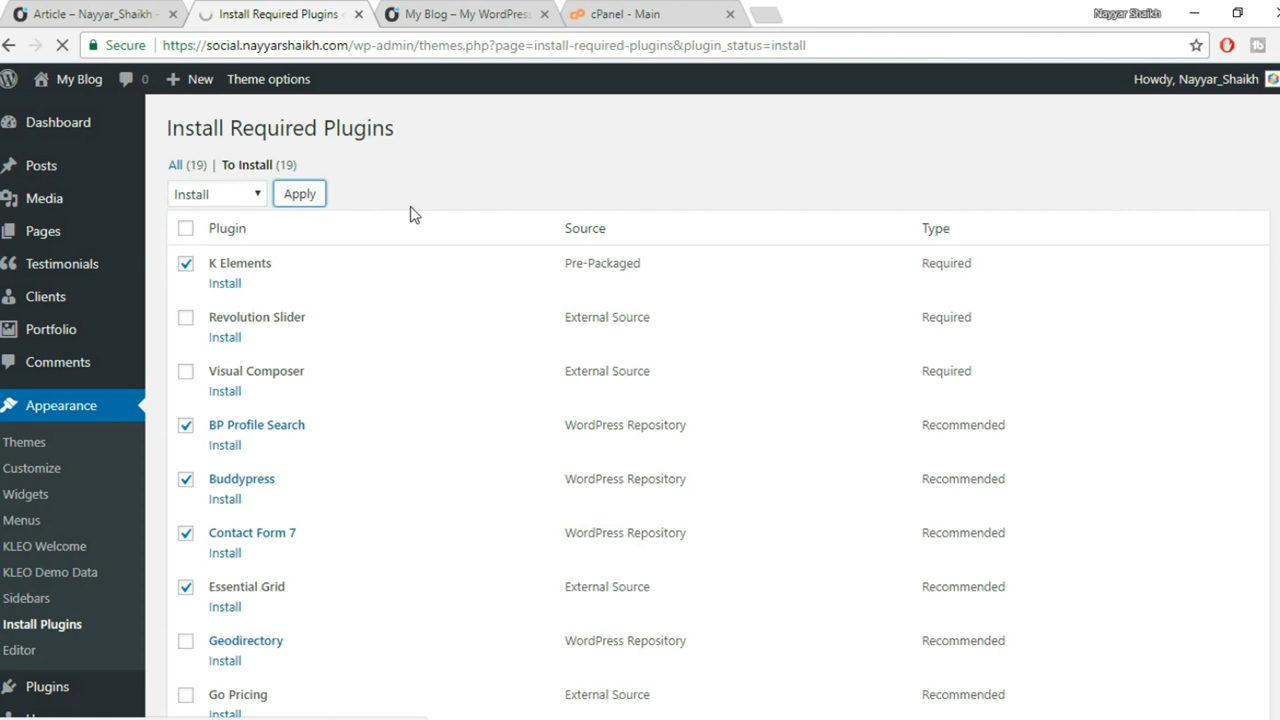 Article – Nayyar_Shaikh -
Install Required Plugins
My Blog – My WordPress
cPanel - Main
Nayyar Shaikh
Secure
https://social.nayyarshaikh.com/wp-admin/themes.php?page=install-required-plugins&plugin_status=install
My Blog
0
New
Theme options
Howdy, Nayyar_Shaikh
Dashboard
Posts
Media
Pages
Testimonials
Clients
Portfolio
Comments
Appearance
Themes
Customize
Widgets
Menus
KLEO Welcome
KLEO Demo Data
Sidebars
Install Plugins
Editor
Plugins
Install Required Plugins
All (19) | To Install (19)
Install
Apply
Plugin Source Type
K Elements Pre-Packaged Required
Install
Revolution Slider External Source Required
Install
Visual Composer External Source Required
Install
BP Profile Search WordPress Repository Recommended
Install
Buddypress WordPress Repository Recommended
Install
Contact Form 7 WordPress Repository Recommended
Install
Essential Grid External Source Recommended
Install
Geodirectory WordPress Repository Recommended
Install
Go Pricing External Source Recommended
Install